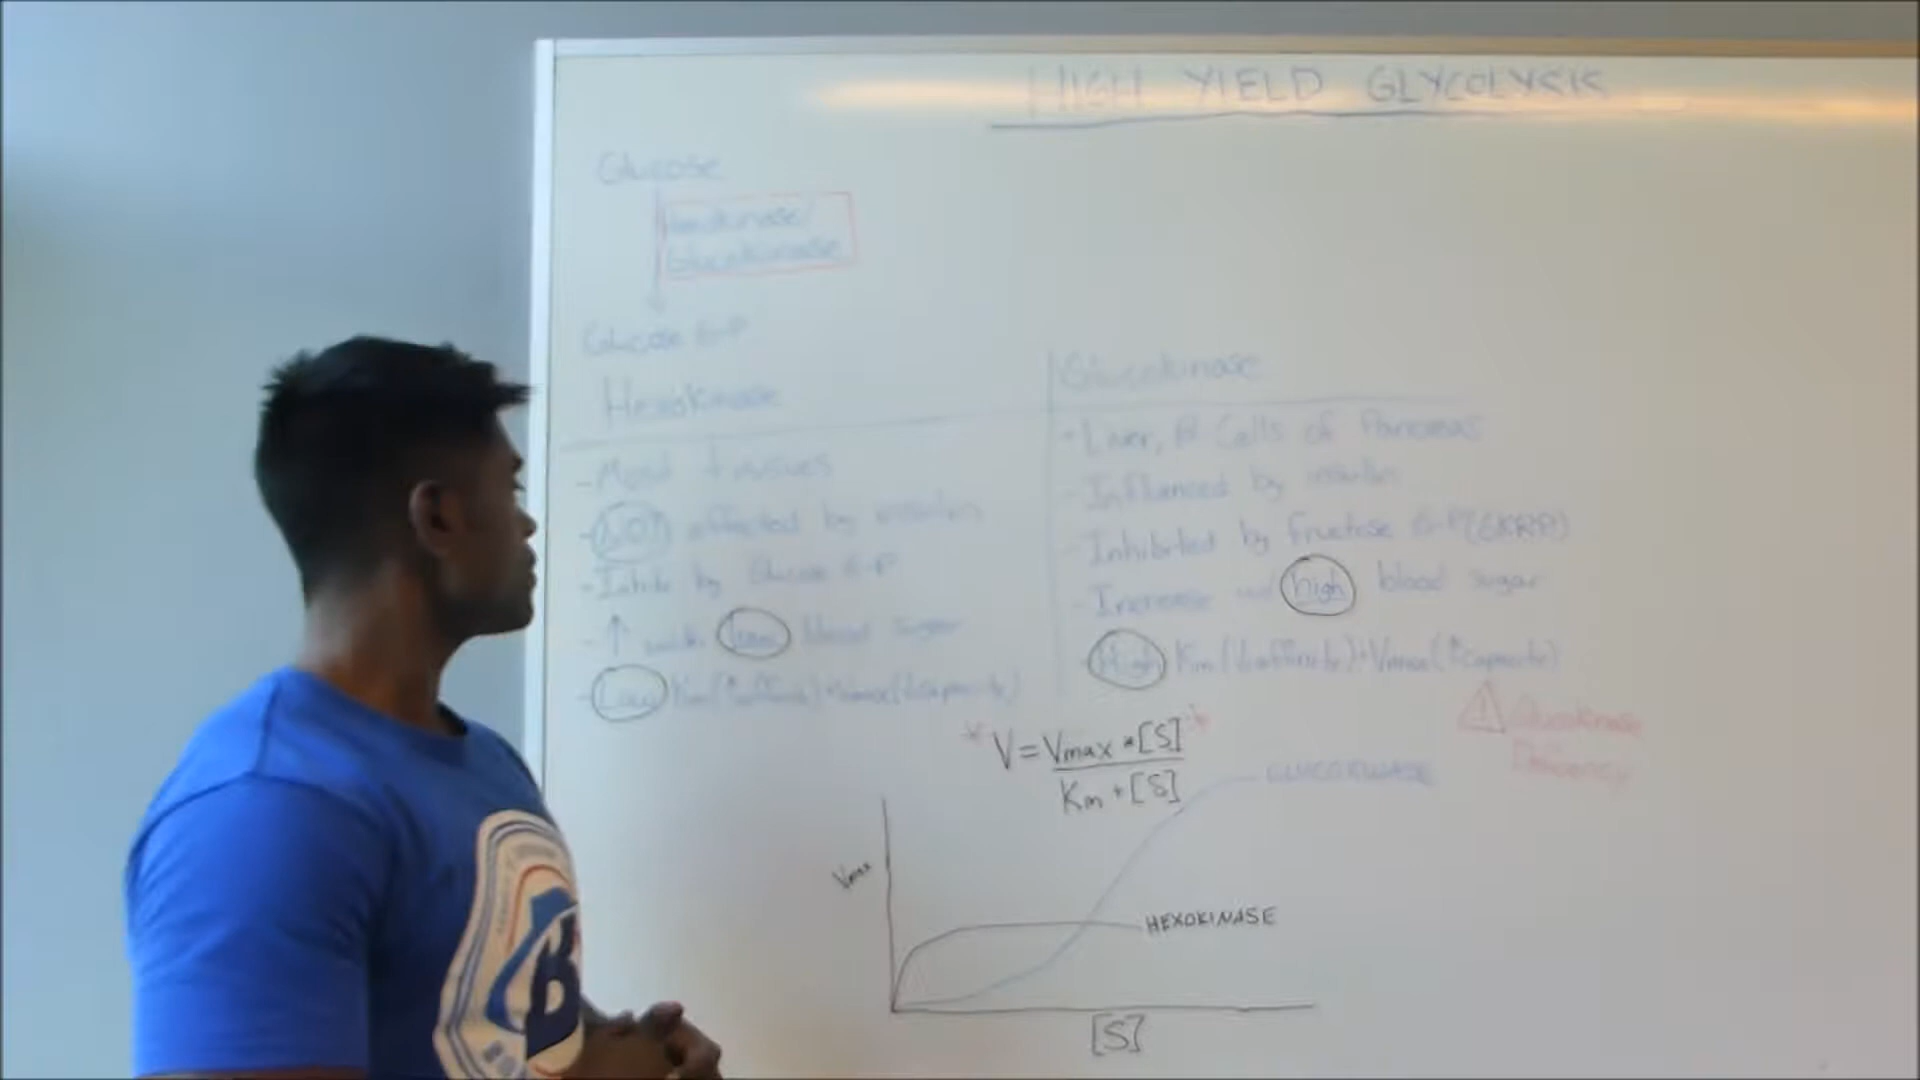 HIGH YIELD GLYCOLYSIS
Glucose
Hexokinase/
Glucokinase
Glucose 6-P
Hexokinase
- Most tissues
- NOT affected by insulin
- Inhib by Glucose 6-P
- ↑ with low blood sugar
- Low Km (↑affinity) + Vmax (↓capacity)
Glucokinase
- Liver, B Cells of Pancreas
- Influenced by insulin
- Inhibited by Fructose 6-P (GKRP)
- Increase w/ high blood sugar
- High Km (↓affinity) + Vmax (↑capacity)
! Glucokinase
Deficiency
* V = Vmax * [S] *
Km + [S]
GLUCOKINASE
Vmax
HEXOKINASE
[S]
B